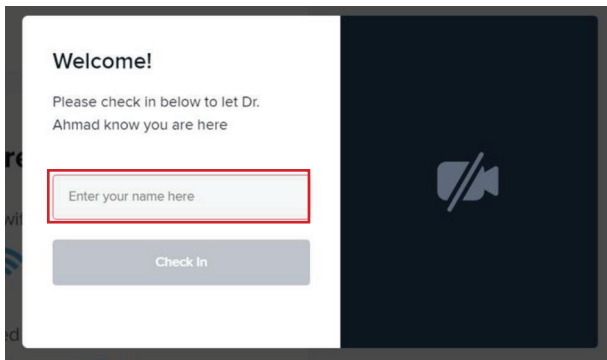 Welcome!
Please check in below to let Dr.
Ahmad know you are here
Enter your name here
Check In